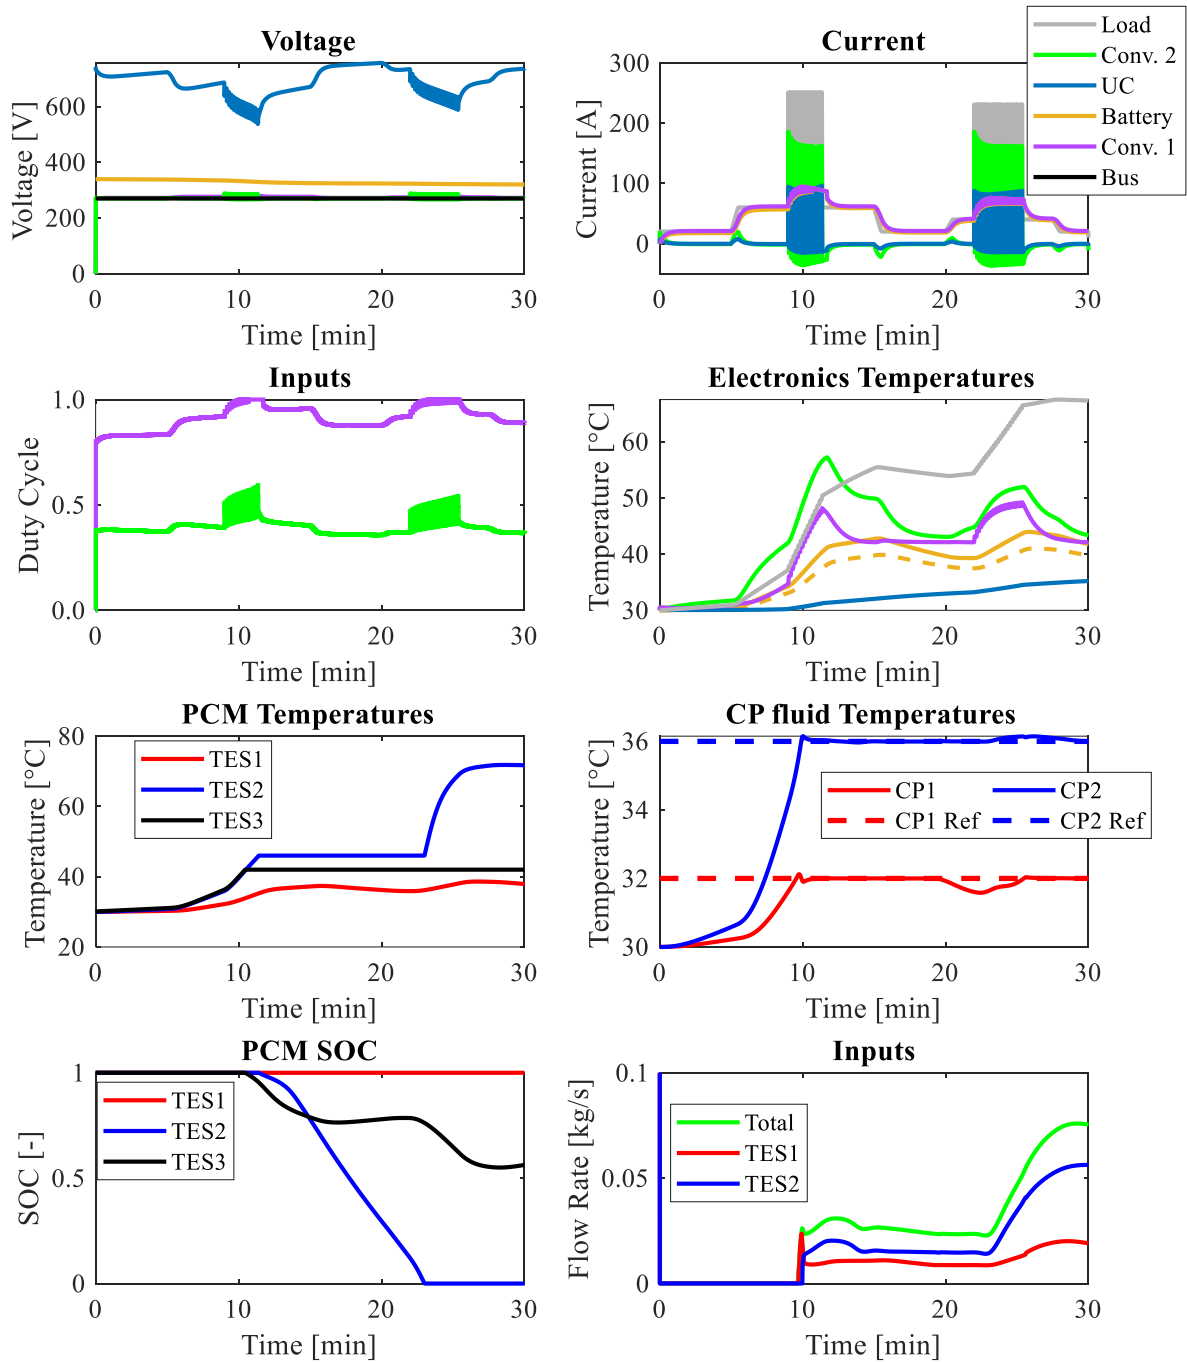 Voltage
Voltage [V]
600
400
200
0
0
10
20
30
Time [min]
Current
Current [A]
300
200
100
0
0
10
20
30
Time [min]
Load
Conv. 2
UC
Battery
Conv. 1
Bus
Inputs
Duty Cycle
1.0
0.5
0.0
0
10
20
30
Time [min]
Electronics Temperatures
Temperature [°C]
60
50
40
30
0
10
20
30
Time [min]
PCM Temperatures
Temperature [°C]
80
60
40
20
TES1
TES2
TES3
0
10
20
30
Time [min]
CP fluid Temperatures
Temperature [°C]
36
34
32
30
CP1
CP2
CP1 Ref
CP2 Ref
0
10
20
30
Time [min]
PCM SOC
SOC [-]
1
0.5
0
TES1
TES2
TES3
0
10
20
30
Time [min]
Inputs
Flow Rate [kg/s]
0.1
0.05
0
Total
TES1
TES2
0
10
20
30
Time [min]